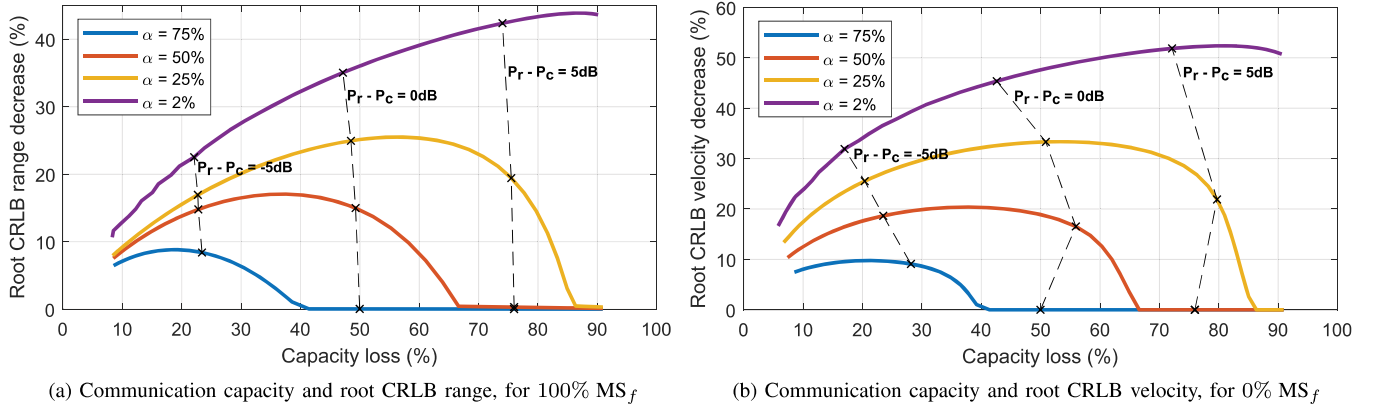 Root CRLB range decrease (%)
40
30
20
10
0
α = 75%
α = 50%
α = 25%
α = 2%
Pr - Pc = -5dB
Pr - Pc = 0dB
Pr - Pc = 5dB
0 10 20 30 40 50 60 70 80 90 100
Capacity loss (%)
(a) Communication capacity and root CRLB range, for 100% MSf
Root CRLB velocity decrease (%)
60
50
40
30
20
10
0
α = 75%
α = 50%
α = 25%
α = 2%
Pr - Pc = -5dB
Pr - Pc = 0dB
Pr - Pc = 5dB
0 10 20 30 40 50 60 70 80 90 100
Capacity loss (%)
(b) Communication capacity and root CRLB velocity, for 0% MSf